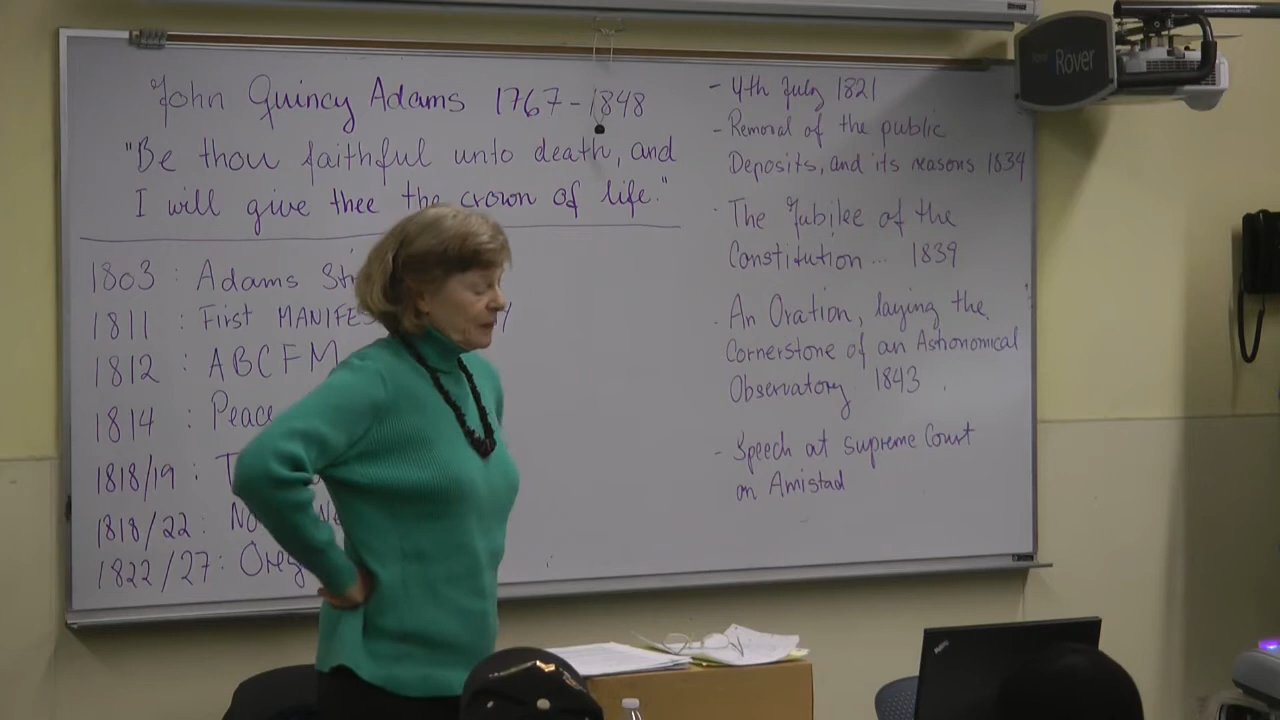 John Quincy Adams 1767-1848
"Be thou faithful unto death, and
I will give thee the crown of life."
1803 : Adams
1811 : First
1812 : ABCFM
1814 : Peace
1818/19 :
1818/22 :
1822/27 :
- 4th July 1821
- Removal of the public
Deposits, and its reasons 1834
· The Jubilee of the
Constitution... 1839
· An Oration, laying the
Cornerstone of an Astronomical
Observatory 1843
- Speech at supreme Court
on Amistad
Rover